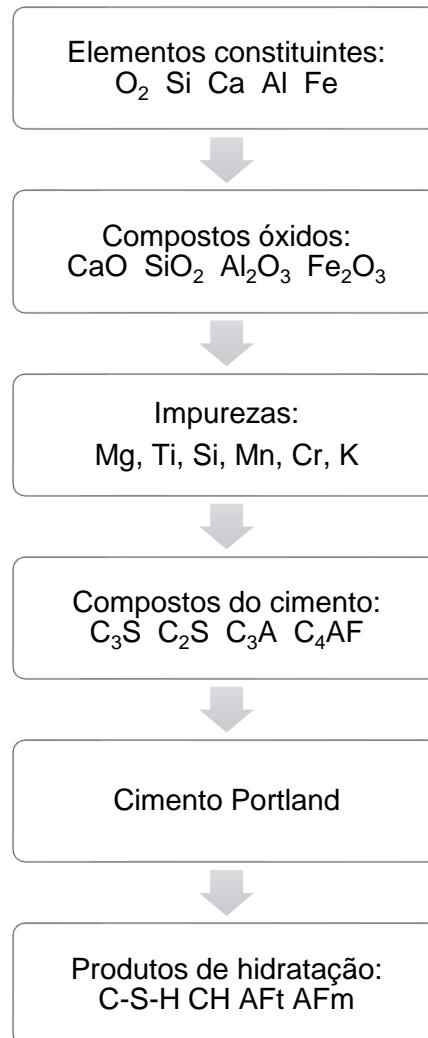 Elementos constituintes:
O₂ Si Ca Al Fe
Compostos óxidos:
CaO SiO₂ Al₂O₃ Fe₂O₃
Impurezas:
Mg, Ti, Si, Mn, Cr, K
Compostos do cimento:
C₃S C₂S C₃A C₄AF
Cimento Portland
Produtos de hidratação:
C-S-H CH AFt AFm